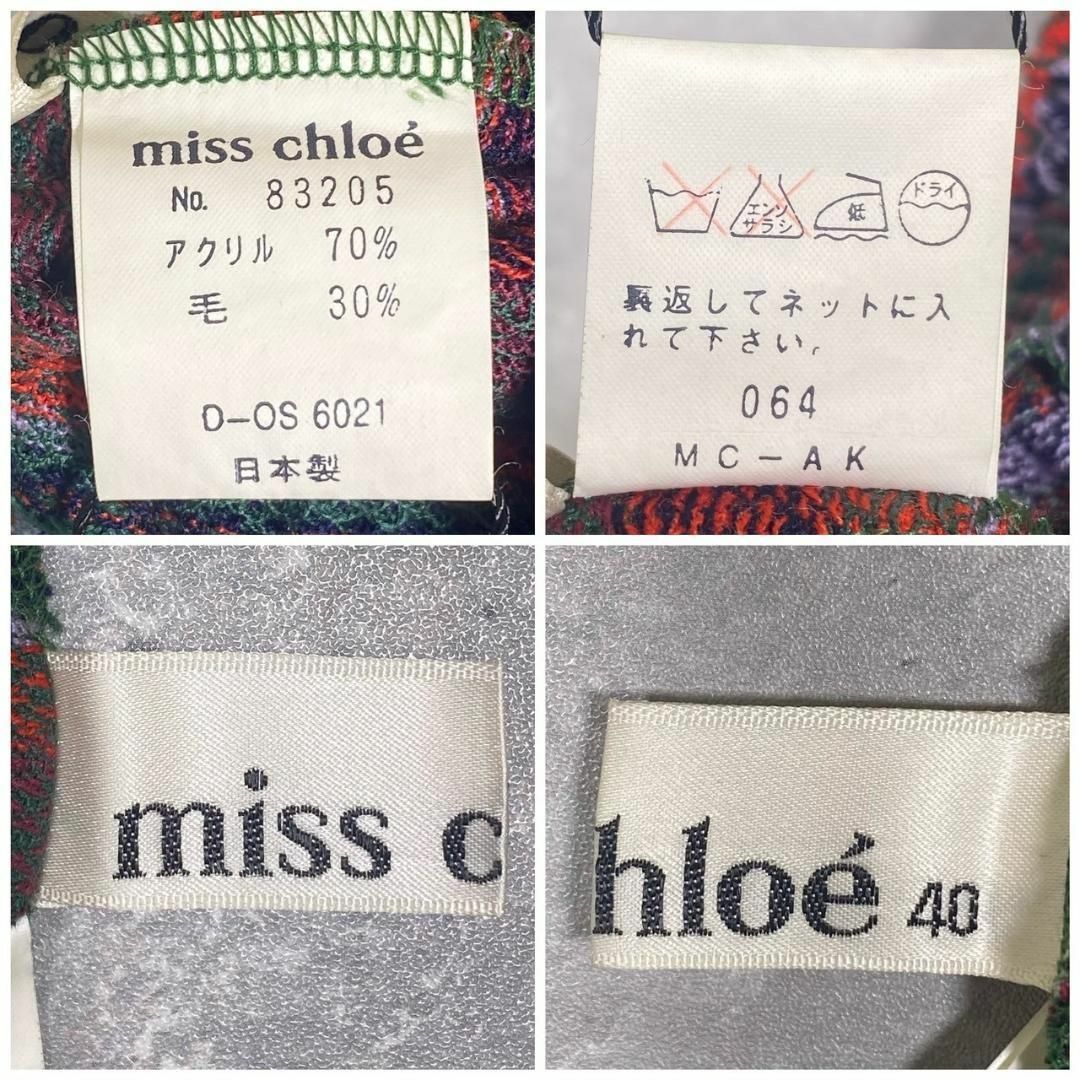 miss chloé
No. 83205
アクリル 70%
毛 30%
D-OS 6021
日本製
エンソ
サラシ
低
ドライ
裏返してネットに入
れて下さい。
064
MC-AK
miss c
hloé 40